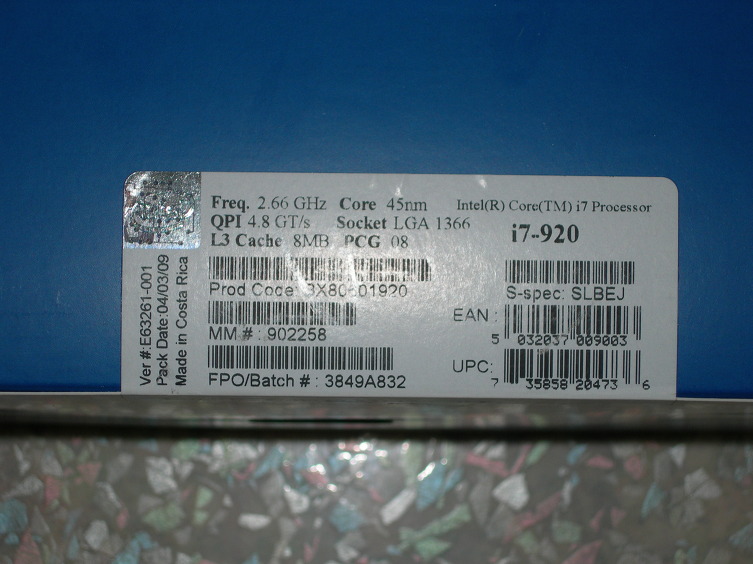 Freq. 2.66 GHz Core 45nm
QPI 4.8 GT/s Socket LGA 1366
L3 Cache 8MB PCG 08
Intel(R) Core(TM) i7 Processor
i7-920
Prod Code:
MM# : 902258
FPO/Batch # : 3849A832
S-spec: SLBEJ
EAN :
5 032037 009003
UPC:
7 35858 20473 6
Ver #:E63261-001
Pack Date:04/03/09
Made in Costa Rica